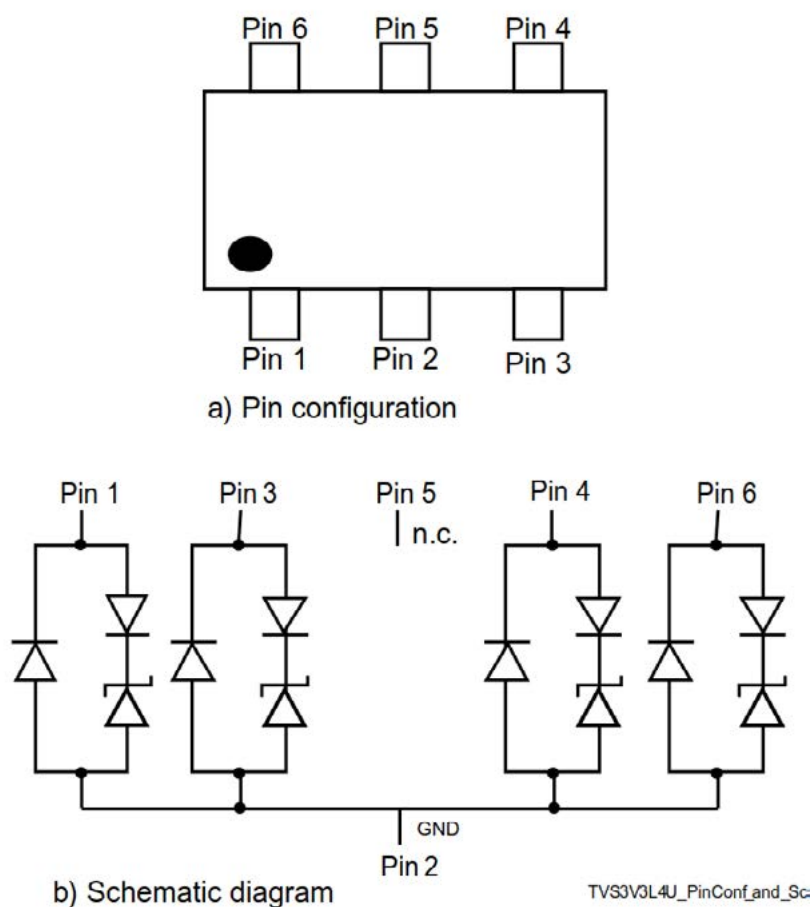 Pin 6 Pin 5 Pin 4
Pin 1 Pin 2 Pin 3
a) Pin configuration
Pin 1 Pin 3 Pin 5 Pin 4 Pin 6
n.c.
GND
Pin 2
b) Schematic diagram TVS3V3L4U_PinConf_and_Sc